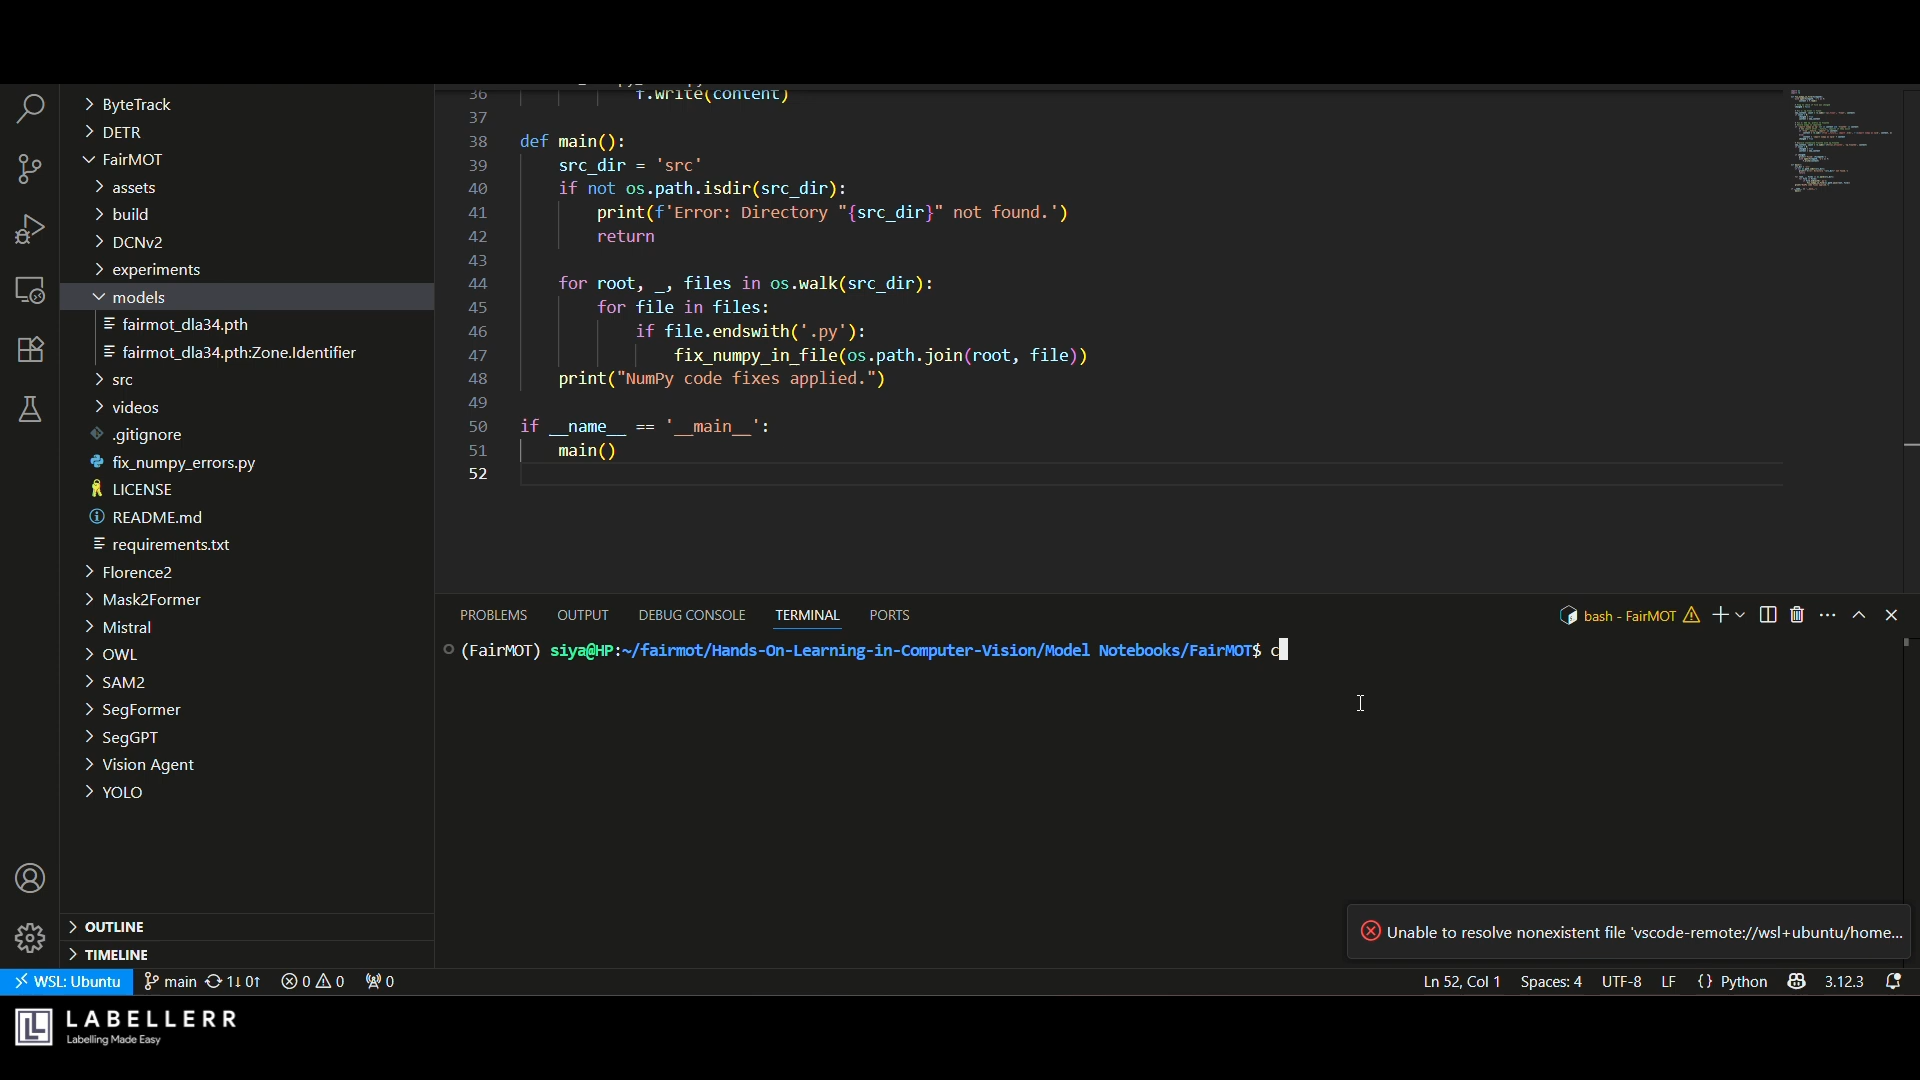 ByteTrack
DETR
FairMOT
assets
build
DCNv2
experiments
models
fairmot_dla34.pth
fairmot_dla34.pth:Zone.Identifier
src
videos
.gitignore
fix_numpy_errors.py
LICENSE
README.md
requirements.txt
Florence2
Mask2Former
Mistral
OWL
SAM2
SegFormer
SegGPT
Vision Agent
YOLO
OUTLINE
TIMELINE
36 f.write(content)
37
38 def main():
39 src_dir = 'src'
40 if not os.path.isdir(src_dir):
41 print(f'Error: Directory "{src_dir}" not found.')
42 return
43
44 for root, _, files in os.walk(src_dir):
45 for file in files:
46 if file.endswith('.py'):
47 fix_numpy_in_file(os.path.join(root, file))
48 print("NumPy code fixes applied.")
49
50 if __name__ == '__main__':
51 main()
52
PROBLEMS OUTPUT DEBUG CONSOLE TERMINAL PORTS bash - FairMOT
(FairMOT) siya@HP:~/fairmot/Hands-On-Learning-in-Computer-Vision/Model Notebooks/FairMOT$ c
Unable to resolve nonexistent file 'vscode-remote://wsl+ubuntu/home...
WSL: Ubuntu main 1↓ 0↑ 0 0 0 Ln 52, Col 1 Spaces: 4 UTF-8 LF {} Python 3.12.3
LABELLERR
Labelling Made Easy